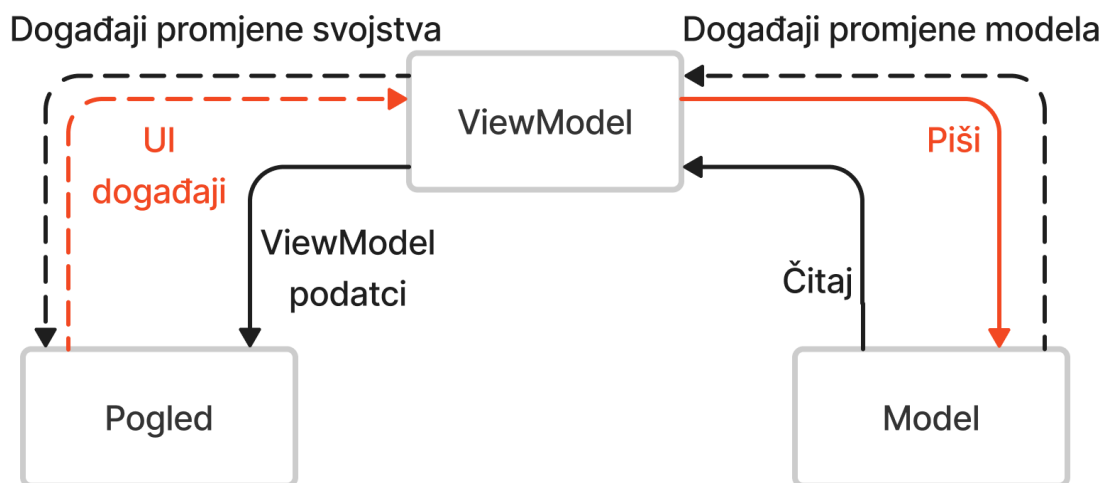 Događaji promjene svojstva
Događaji promjene modela
ViewModel
UI
događaji
Piši
ViewModel
podatci
Čitaj
Pogled
Model